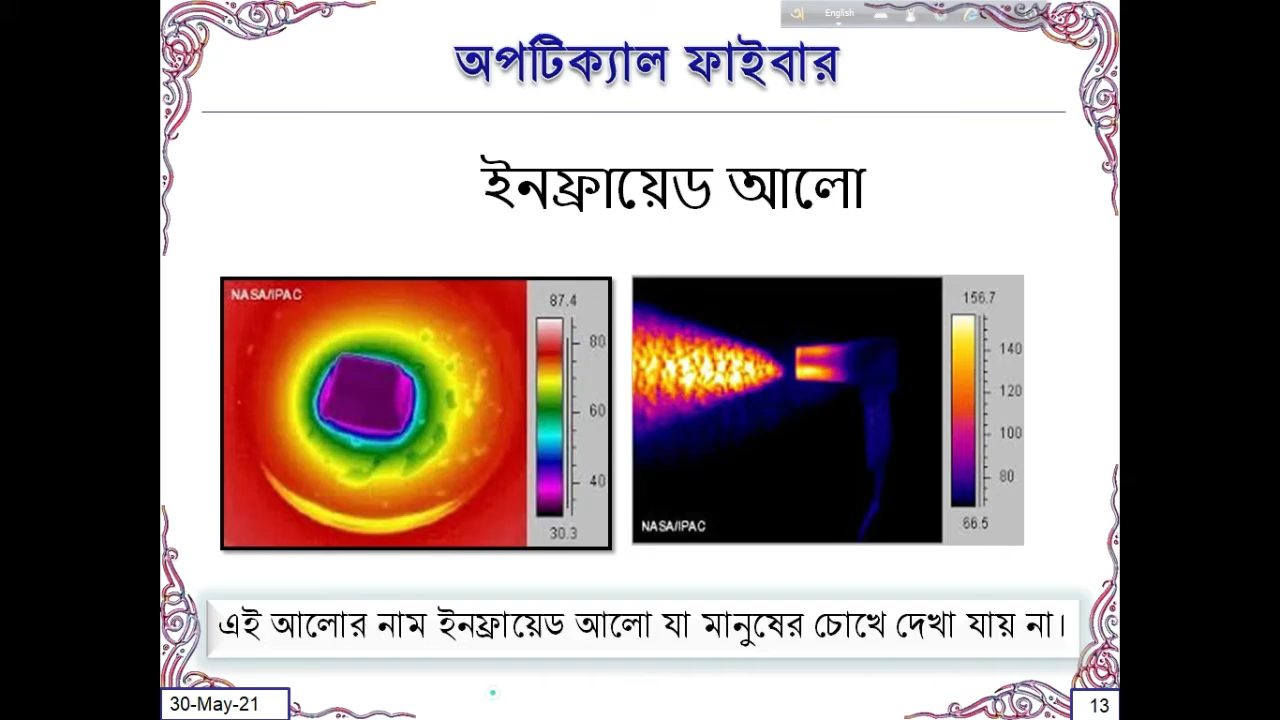 অ English
অপটিক্যাল ফাইবার
ইনফ্রায়েড আলো
NASA/IPAC
87.4
80
60
40
30.3
156.7
140
120
100
80
66.5
NASA/IPAC
এই আলোর নাম ইনফ্রায়েড আলো যা মানুষের চোখে দেখা যায় না।
30-May-21
13